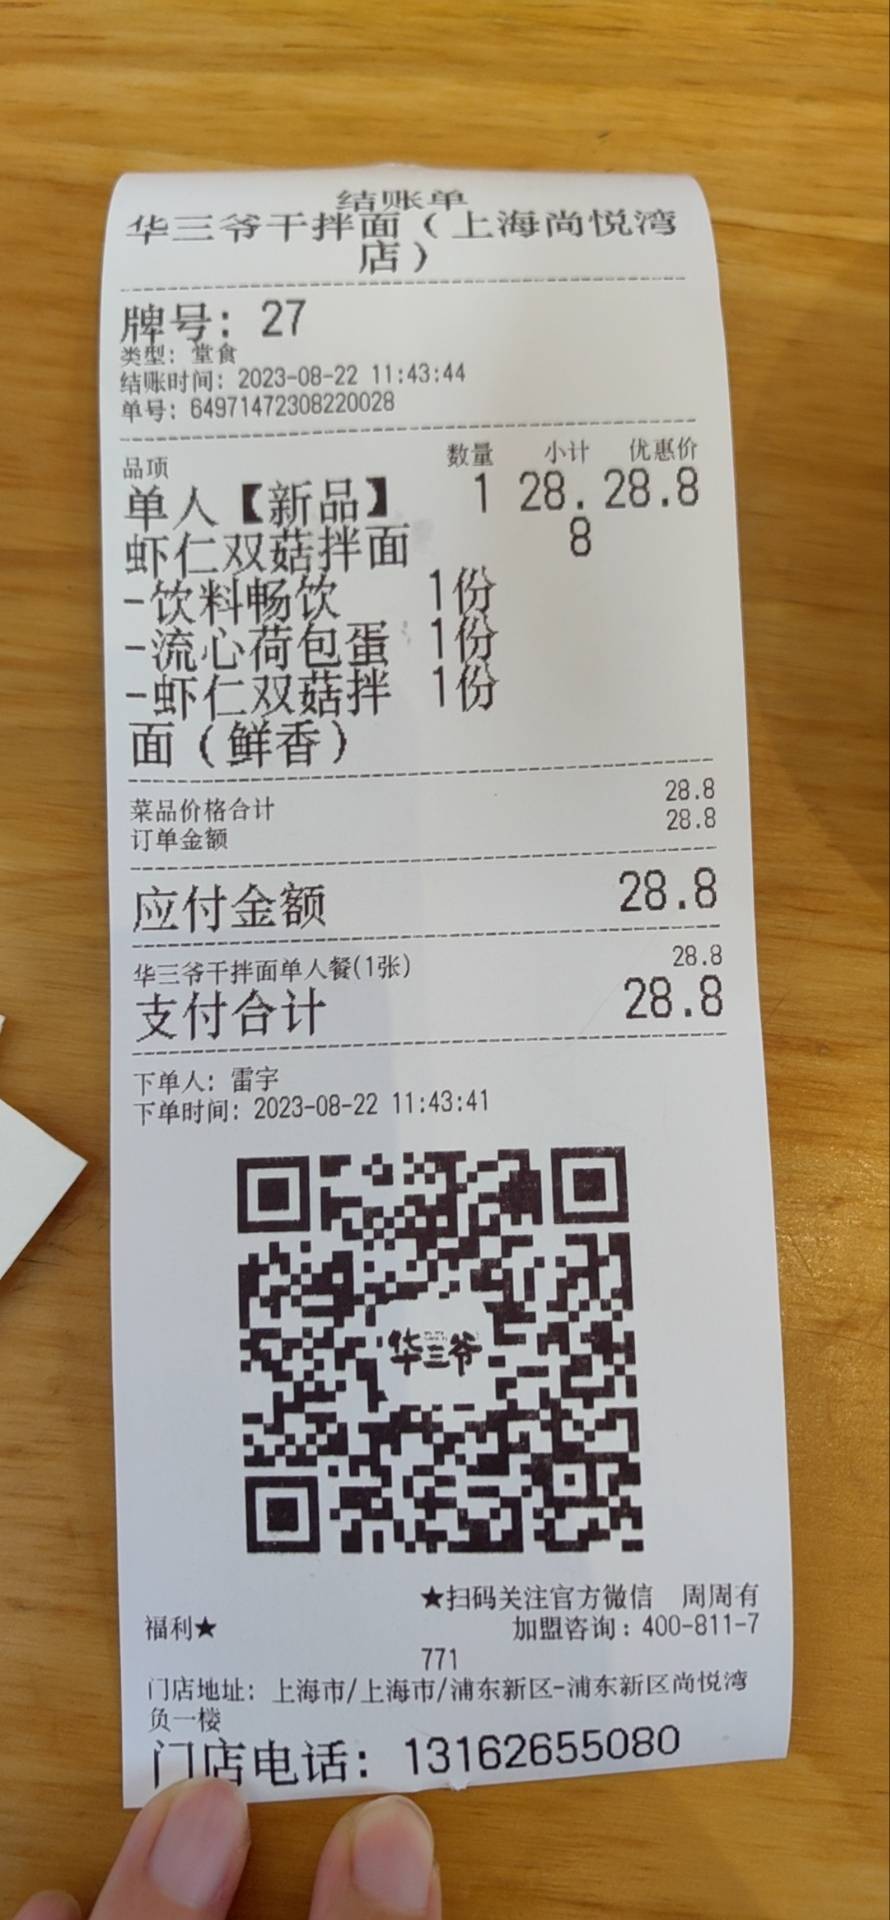 结账单
华三爷干拌面（上海尚悦湾
店）
牌号：27
类型：堂食
结账时间：2023-08-22 11:43:44
单号：64971472308220028
品项 数量 小计 优惠价
单人【新品】 1 28. 28.8
虾仁双菇拌面 8
-饮料畅饮 1份
-流心荷包蛋 1份
-虾仁双菇拌 1份
面（鲜香）
菜品价格合计 28.8
订单金额 28.8
应付金额 28.8
华三爷干拌面单人餐(1张) 28.8
支付合计 28.8
下单人：雷宇
下单时间：2023-08-22 11:43:41
华三爷
★扫码关注官方微信 周周有
福利★ 加盟咨询：400-811-7
771
门店地址：上海市/上海市/浦东新区-浦东新区尚悦湾
负一楼
门店电话：13162655080